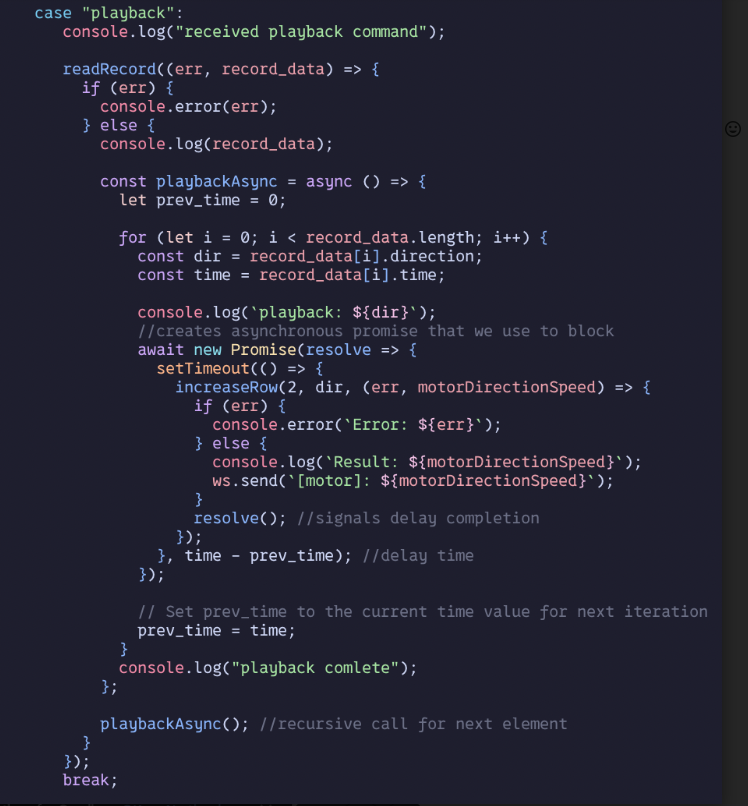 case "playback":
   console.log("received playback command");

   readRecord((err, record_data) => {
     if (err) {
       console.error(err);
     } else {
       console.log(record_data);

       const playbackAsync = async () => {
         let prev_time = 0;

         for (let i = 0; i < record_data.length; i++) {
           const dir = record_data[i].direction;
           const time = record_data[i].time;

           console.log(`playback: ${dir}`);
           //creates asynchronous promise that we use to block
           await new Promise(resolve => {
             setTimeout(() => {
               increaseRow(2, dir, (err, motorDirectionSpeed) => {
                 if (err) {
                   console.error(`Error: ${err}`);
                 } else {
                   console.log(`Result: ${motorDirectionSpeed}`);
                   ws.send(`[motor]: ${motorDirectionSpeed}`);
                 }
                 resolve(); //signals delay completion
               });
             }, time - prev_time); //delay time
           });

           // Set prev_time to the current time value for next iteration
           prev_time = time;
         }
         console.log("playback comlete");
       };

       playbackAsync(); //recursive call for next element
     }
   });
   break;